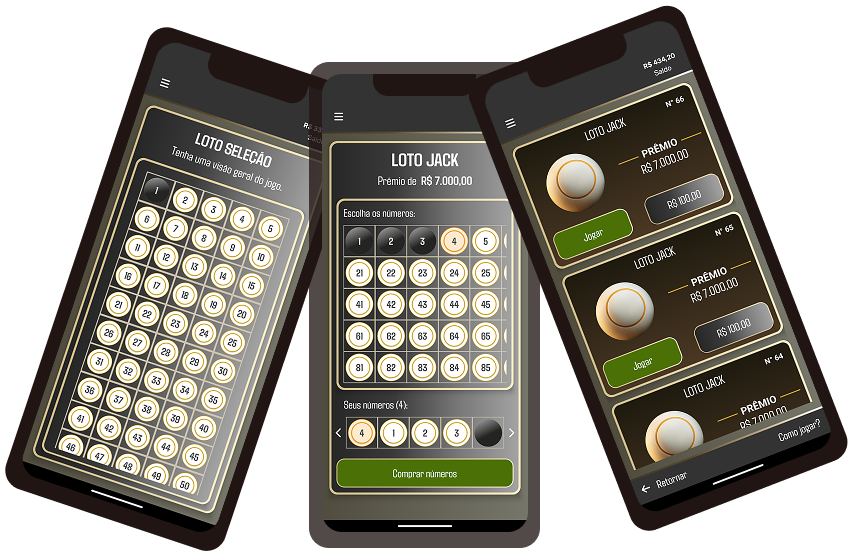 LOTO SELEÇÃO
Tenha uma visão geral do jogo.
1 2 3 4 5
6 7 8 9 10
11 12 13 14 15
16 17 18 19 20
21 22 23 24 25
26 27 28 29 30
31 32 33 34 35
36 37 38 39 40
41 42 43 44 45
46 47 48 49 50
LOTO JACK
Prêmio de R$ 7.000,00
Escolha os números:
1 2 3 4 5
21 22 23 24 25
41 42 43 44 45
61 62 63 64 65
81 82 83 84 85
Seus números (4):
4 1 2 3
Comprar números
R$ 434,20
Saldo
N° 66
LOTO JACK
PRÊMIO
R$ 7.000,00
Jogar
R$ 100,00
N° 65
LOTO JACK
PRÊMIO
R$ 7.000,00
Jogar
R$ 100,00
N° 64
LOTO JACK
PRÊMIO
R$ 7.000,00
Como jogar?
Retornar